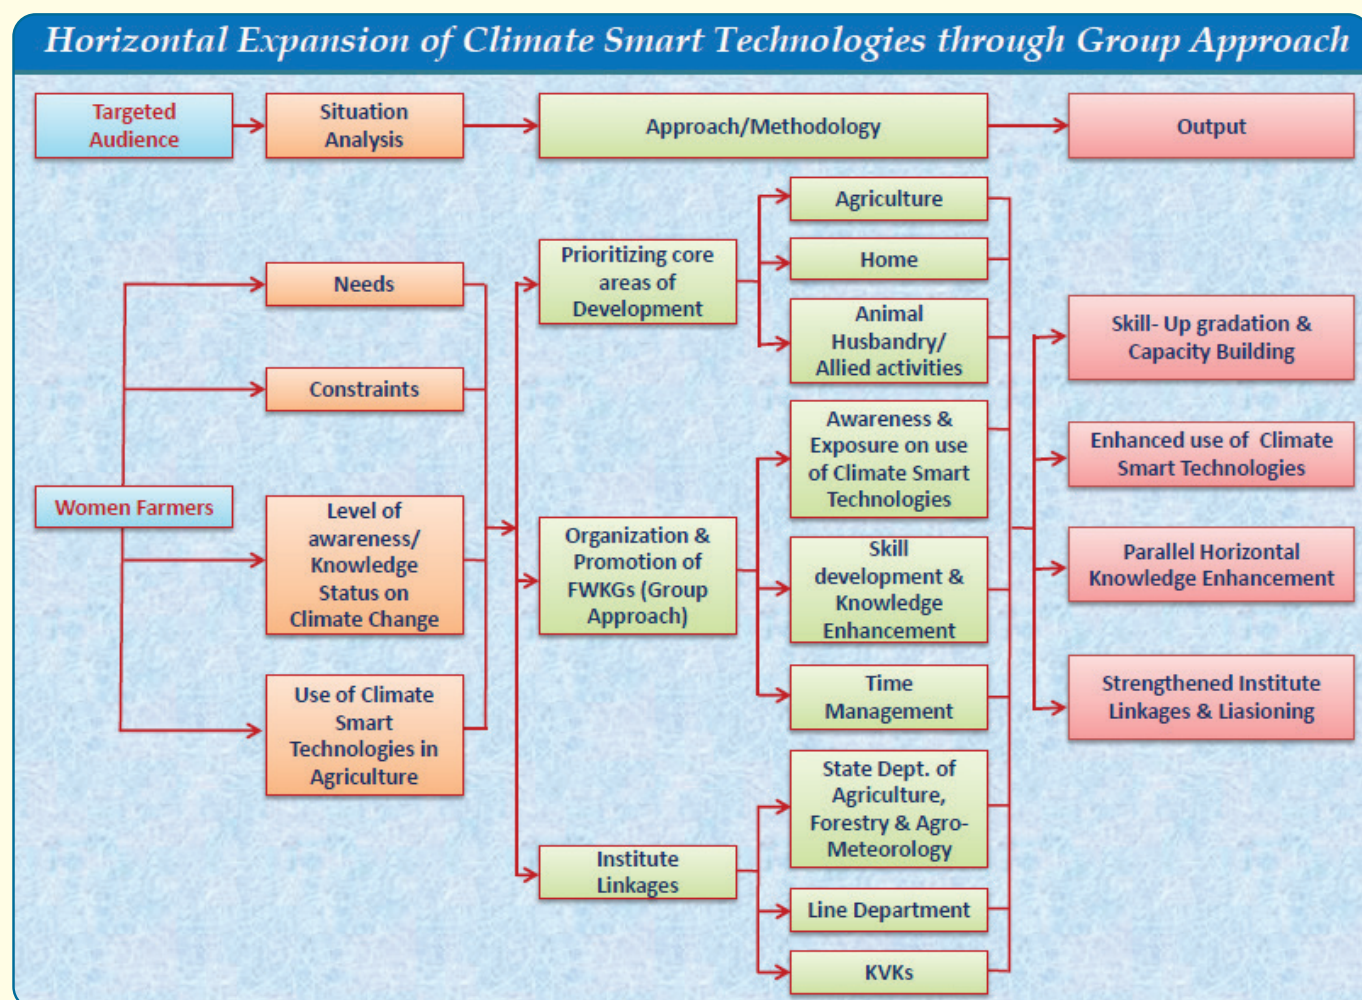 Horizontal Expansion of Climate Smart Technologies through Group Approach
Targeted
Audience
Situation
Analysis
Approach/Methodology
Output
Women Farmers
Needs
Constraints
Level of
awareness/
Knowledge
Status on
Climate Change
Use of Climate
Smart
Technologies in
Agriculture
Prioritizing core
areas of
Development
Organization &
Promotion of
FWKGs (Group
Approach)
Institute
Linkages
Agriculture
Home
Animal
Husbandry/
Allied activities
Awareness &
Exposure on use
of Climate Smart
Technologies
Skill
development &
Knowledge
Enhancement
Time
Management
State Dept. of
Agriculture,
Forestry & Agro-
Meteorology
Line Department
KVKs
Skill- Up gradation &
Capacity Building
Enhanced use of Climate
Smart Technologies
Parallel Horizontal
Knowledge Enhancement
Strengthened Institute
Linkages & Liasioning